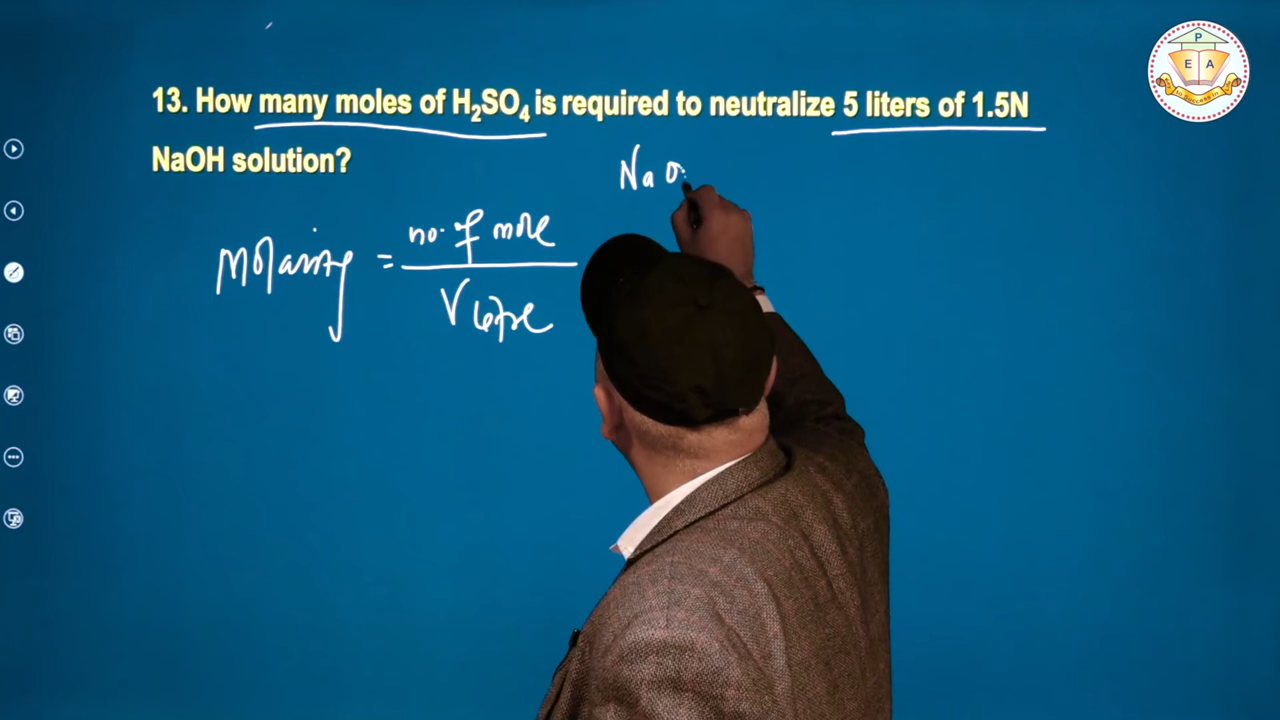 13. How many moles of H₂SO₄ is required to neutralize 5 liters of 1.5N
NaOH solution?
Na O
Molarity = no. of mole
V litre
P
E A